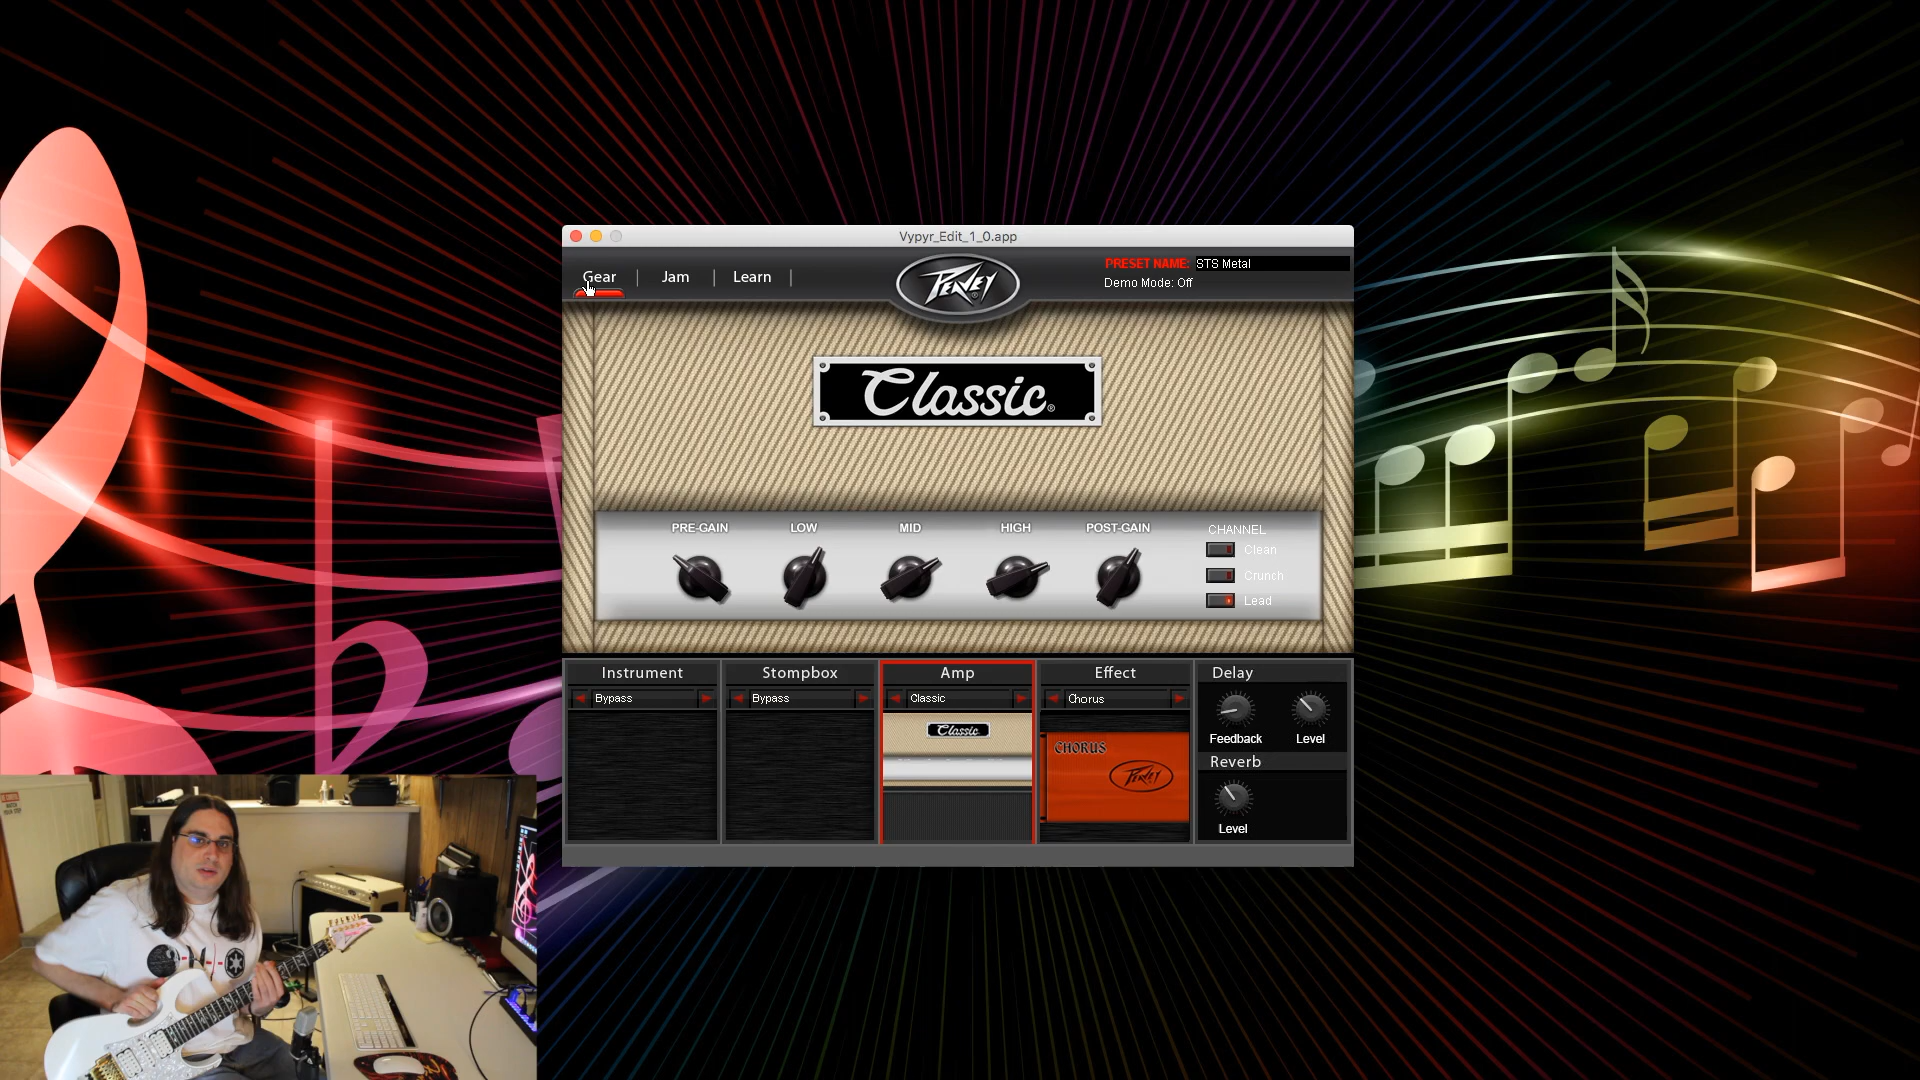 Vypyr_Edit_1_0.app
Gear | Jam | Learn |
PEAVEY
PRESET NAME: STS Metal
Demo Mode: Off
Classic®
PRE-GAIN LOW MID HIGH POST-GAIN CHANNEL
Clean
Crunch
Lead
Instrument Stompbox Amp Effect Delay
Bypass Bypass Classic Chorus
Feedback Level
Classic
CHORUS
PEAVEY
Reverb
Level